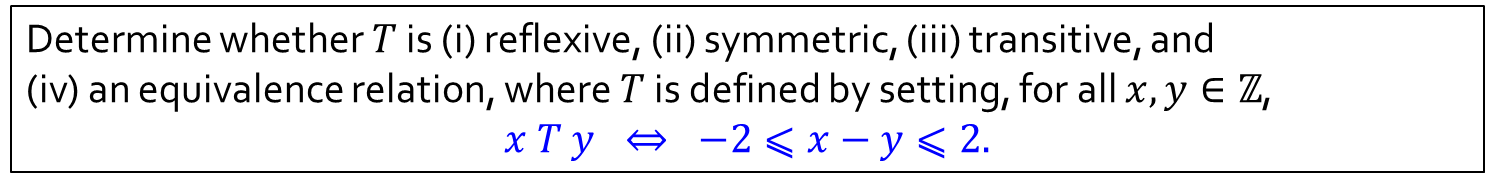 Determine whether 𝑇 is (i) reflexive, (ii) symmetric, (iii) transitive, and
(iv) an equivalence relation, where 𝑇 is defined by setting, for all 𝑥, 𝑦 ∈ ℤ,
𝑥 𝑇 𝑦 ⇔ −2 ⩽ 𝑥 − 𝑦 ⩽ 2.